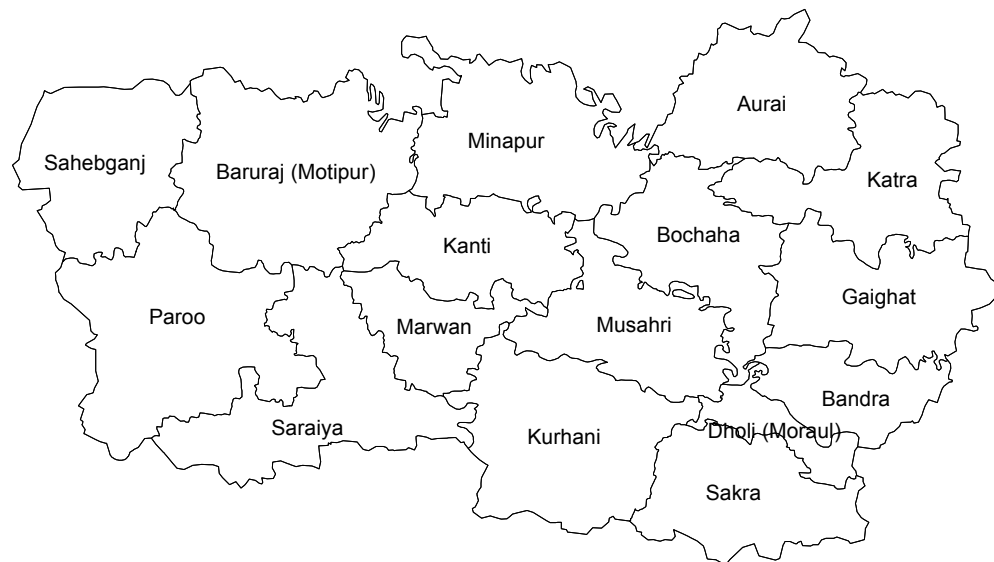 Aurai
Minapur
Sahebganj
Baruraj (Motipur)
Katra
Bochaha
Kanti
Gaighat
Paroo
Marwan
Musahri
Bandra
Saraiya
Dholi (Moraul)
Kurhani
Sakra